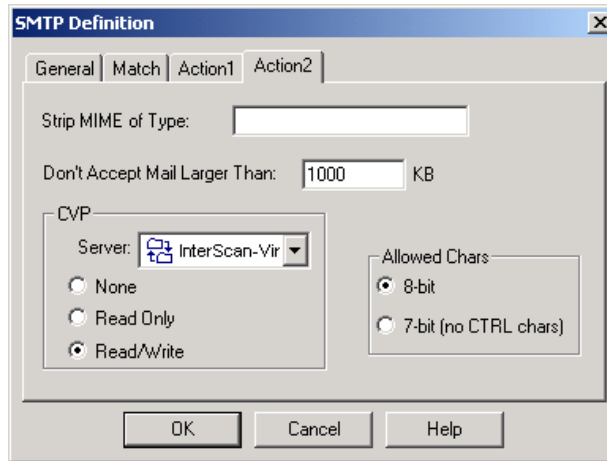 SMTP Definition
General Match Action1 Action2
Strip MIME of Type:
Don't Accept Mail Larger Than: 1000 KB
CVP
Server: InterScan-Vir
None
Read Only
Read/Write
Allowed Chars
8-bit
7-bit (no CTRL chars)
OK Cancel Help